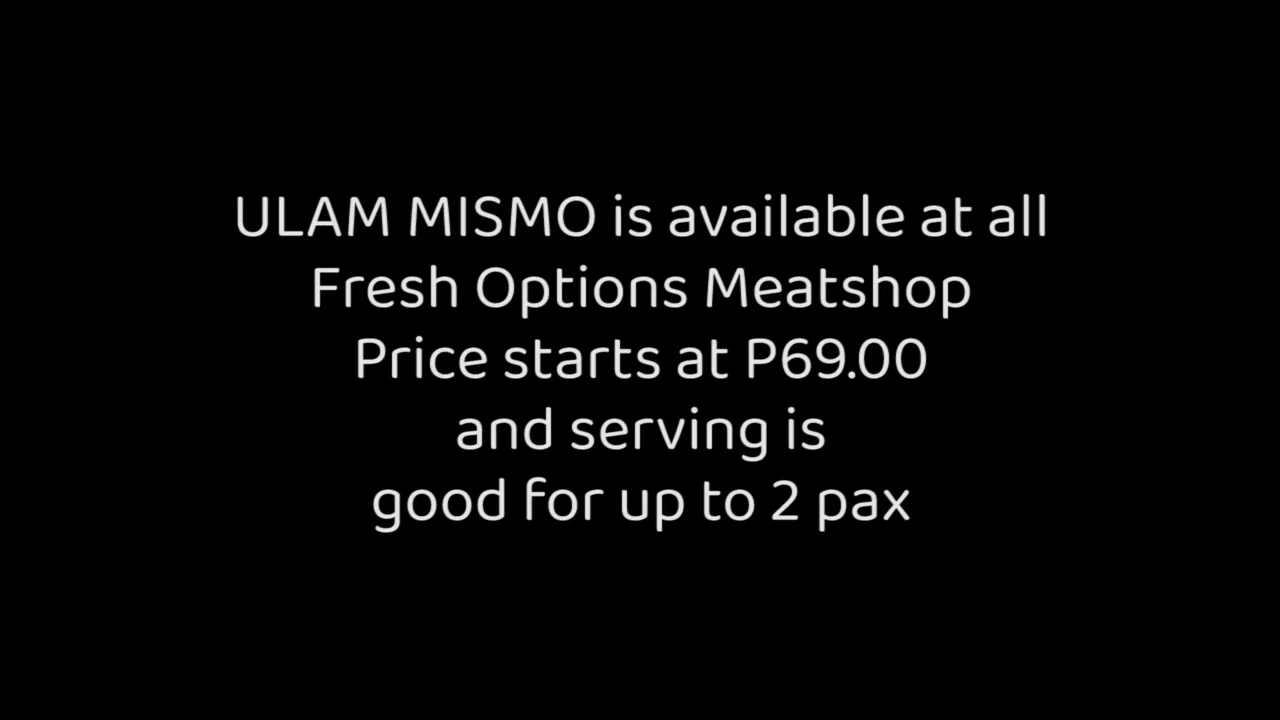 ULAM MISMO is available at all
Fresh Options Meatshop
Price starts at P69.00
and serving is
good for up to 2 pax